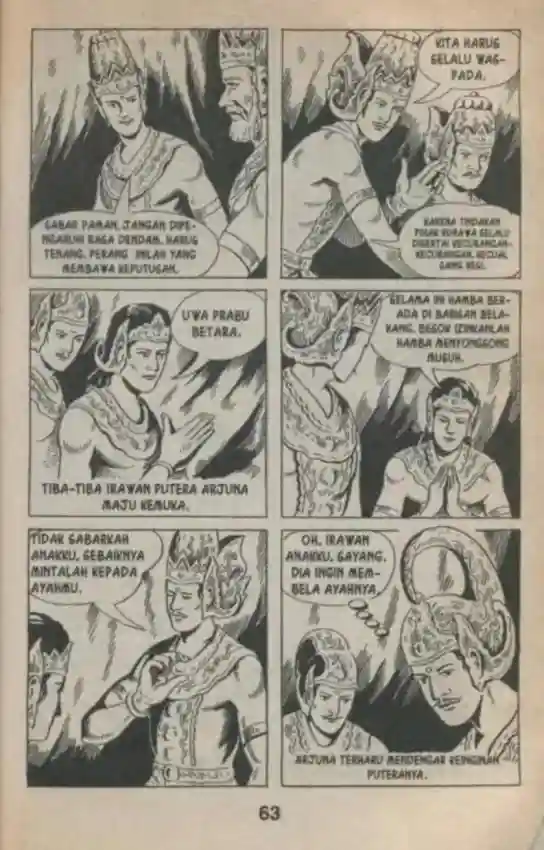 SABAR PAMAN, JANGAN DIPE-
NGARUHI RASA DENDAM. HARUS
TENANG. PERANG INILAH YANG
MEMBAWA KEPUTUSAN.
KITA HARUS
SELALU WAS-
PADA.
KARENA TINDAKAN
PIHAK KURAWA SELALU
DISERTAI KECURANGAN-
KECURANGAN. KECUALI
SANG RESI.
UWA PRABU
BETARA.
TIBA-TIBA IRAWAN PUTERA ARJUNA
MAJU KEMUKA.
SELAMA INI HAMBA BER-
ADA DI BARISAN BELA-
KANG. BESOK IZINKANLAH
HAMBA MENYONGSONG
MUSUH.
TIDAK SABARKAH
ANAKKU, SEBAIKNYA
MINTALAH KEPADA
AYAHMU.
OH, IRAWAN
ANAKKU, SAYANG.
DIA INGIN MEM-
BELA AYAHNYA.
ARJUNA TERHARU MENDENGAR KEINGINAN
PUTERANYA.
63